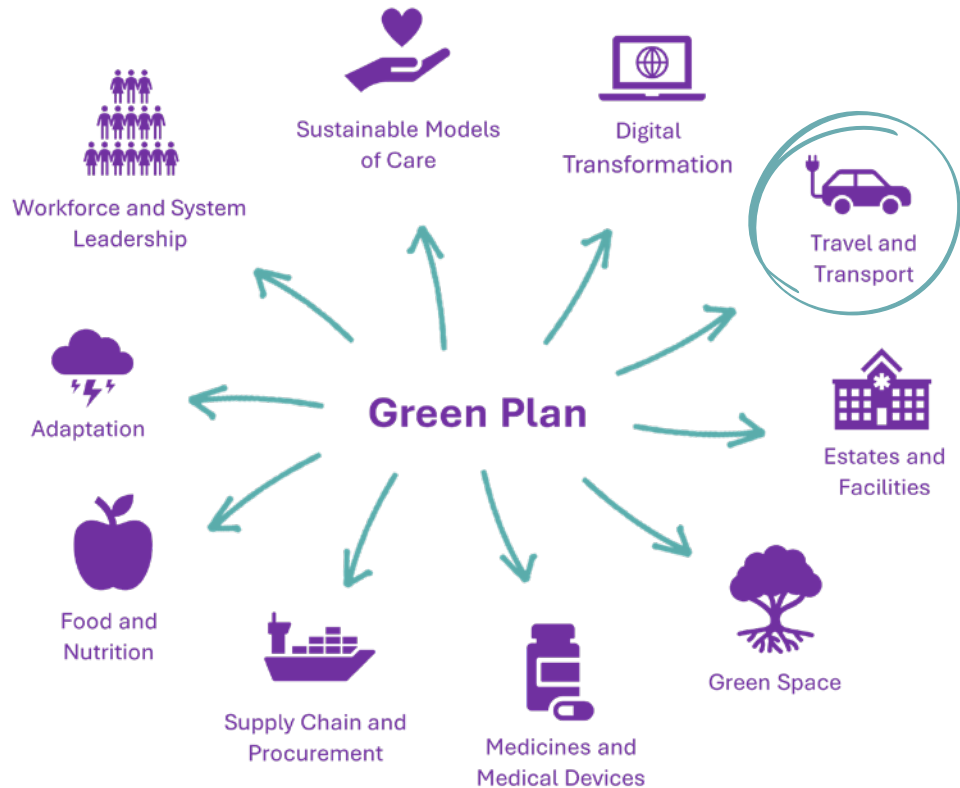 Sustainable Models
of Care
Digital
Transformation
Workforce and System
Leadership
Travel and
Transport
Adaptation
Green Plan
Estates and
Facilities
Food and
Nutrition
Green Space
Supply Chain and
Procurement
Medicines and
Medical Devices